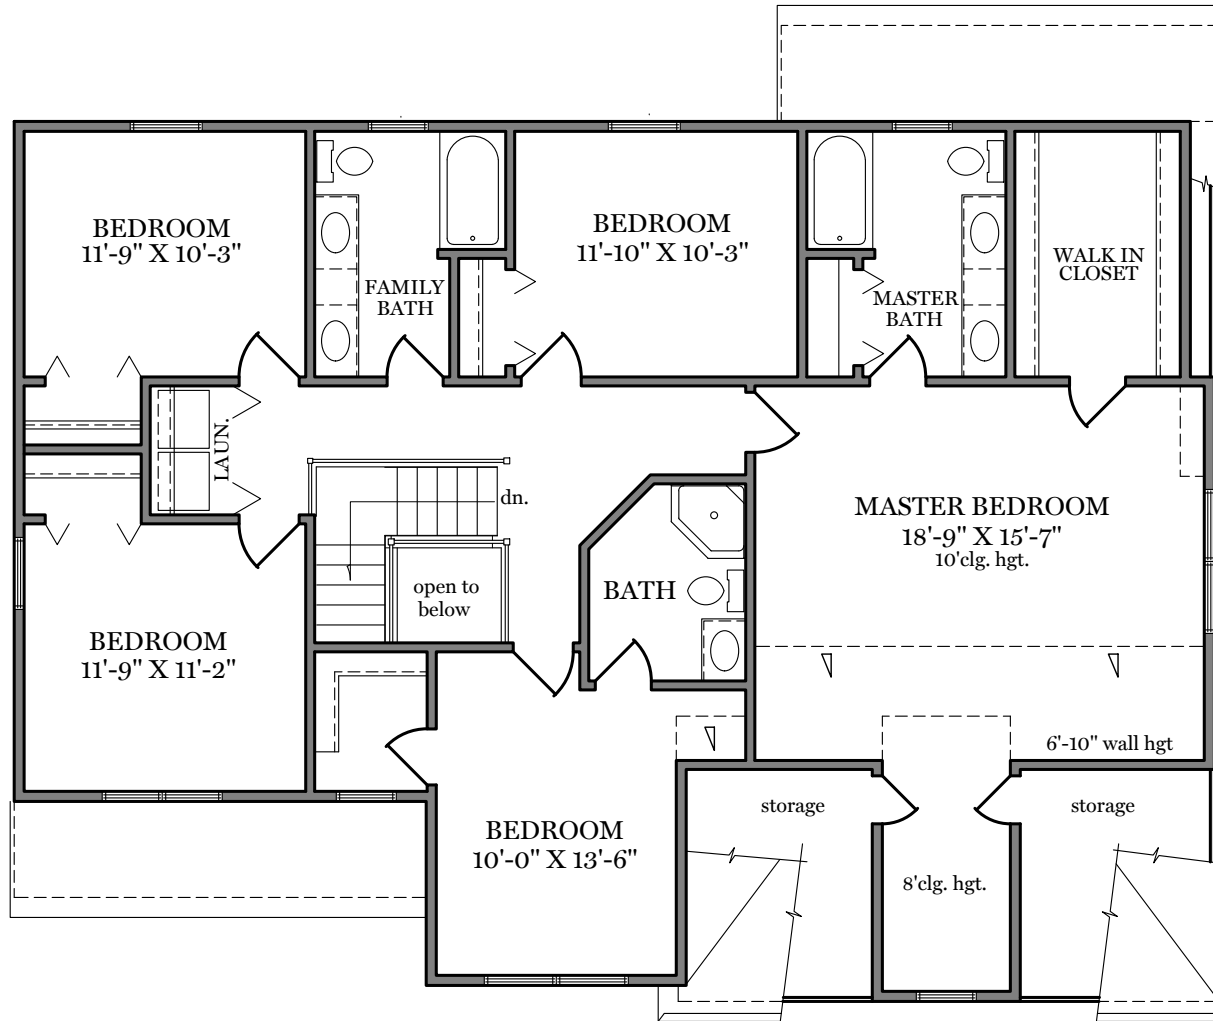 BEDROOM
11'-9" X 10'-3"
FAMILY
BATH
BEDROOM
11'-10" X 10'-3"
MASTER
BATH
WALK IN
CLOSET
LAUN.
dn.
open to
below
BATH
MASTER BEDROOM
18'-9" X 15'-7"
10'clg. hgt.
BEDROOM
11'-9" X 11'-2"
6'-10" wall hgt
BEDROOM
10'-0" X 13'-6"
storage
8'clg. hgt.
storage